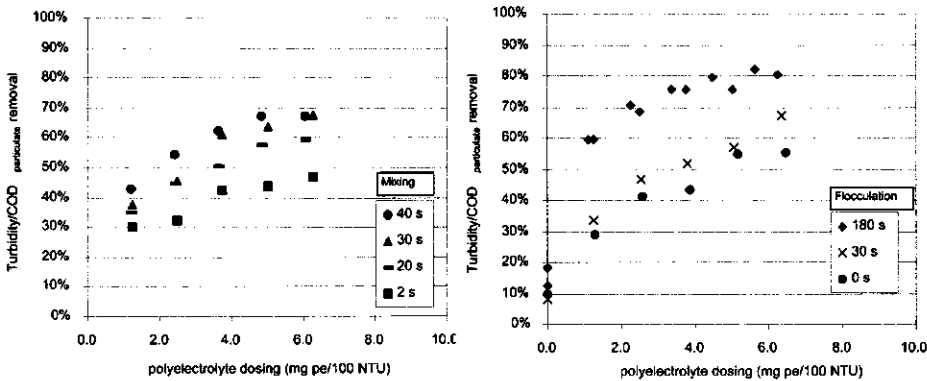 100%
90%
80%
70%
60%
50%
40%
30%
20%
10%
0%
Turbidity/COD particulate removal
0.0 2.0 4.0 6.0 8.0 10.0
polyelectrolyte dosing (mg pe/100 NTU)
Mixing
40 s
30 s
20 s
2 s
100%
90%
80%
70%
60%
50%
40%
30%
20%
10%
0%
Turbidity/COD particulate removal
0.0 2.0 4.0 6.0 8.0 10.0
polyelectrolyte dosing (mg pe/100 NTU)
Flocculation
180 s
30 s
0 s